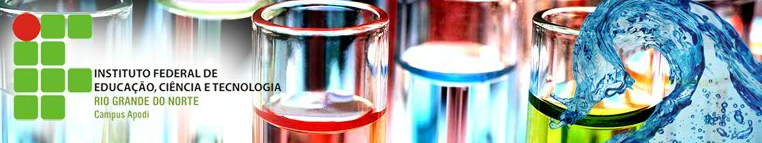 INSTITUTO FEDERAL DE
EDUCAÇÃO, CIÊNCIA E TECNOLOGIA
RIO GRANDE DO NORTE
Campus Apodi